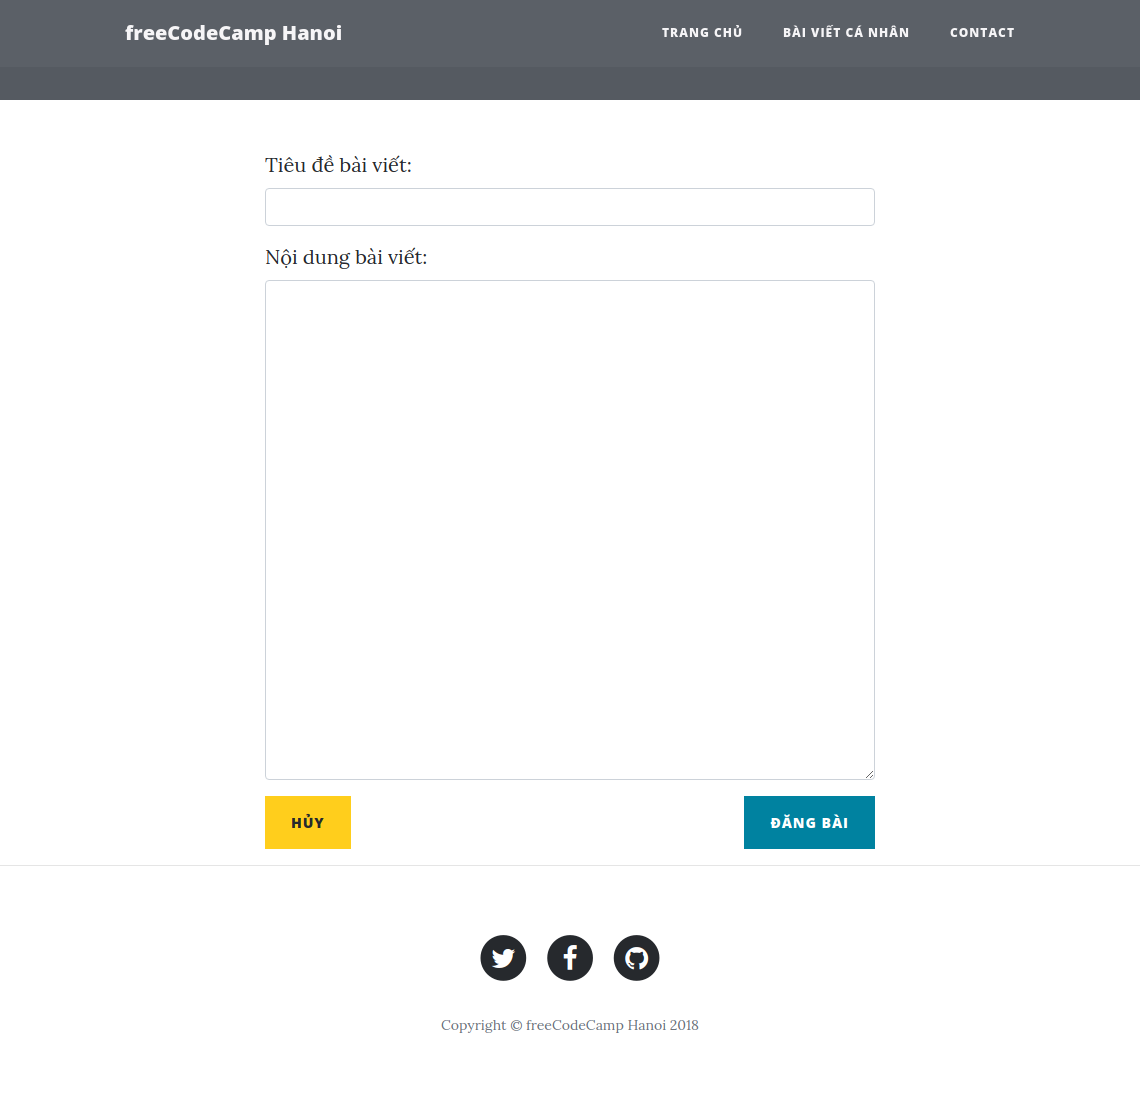 freeCodeCamp Hanoi
TRANG CHỦ BÀI VIẾT CÁ NHÂN CONTACT
Tiêu đề bài viết:
Nội dung bài viết:
HỦY ĐĂNG BÀI
Copyright © freeCodeCamp Hanoi 2018